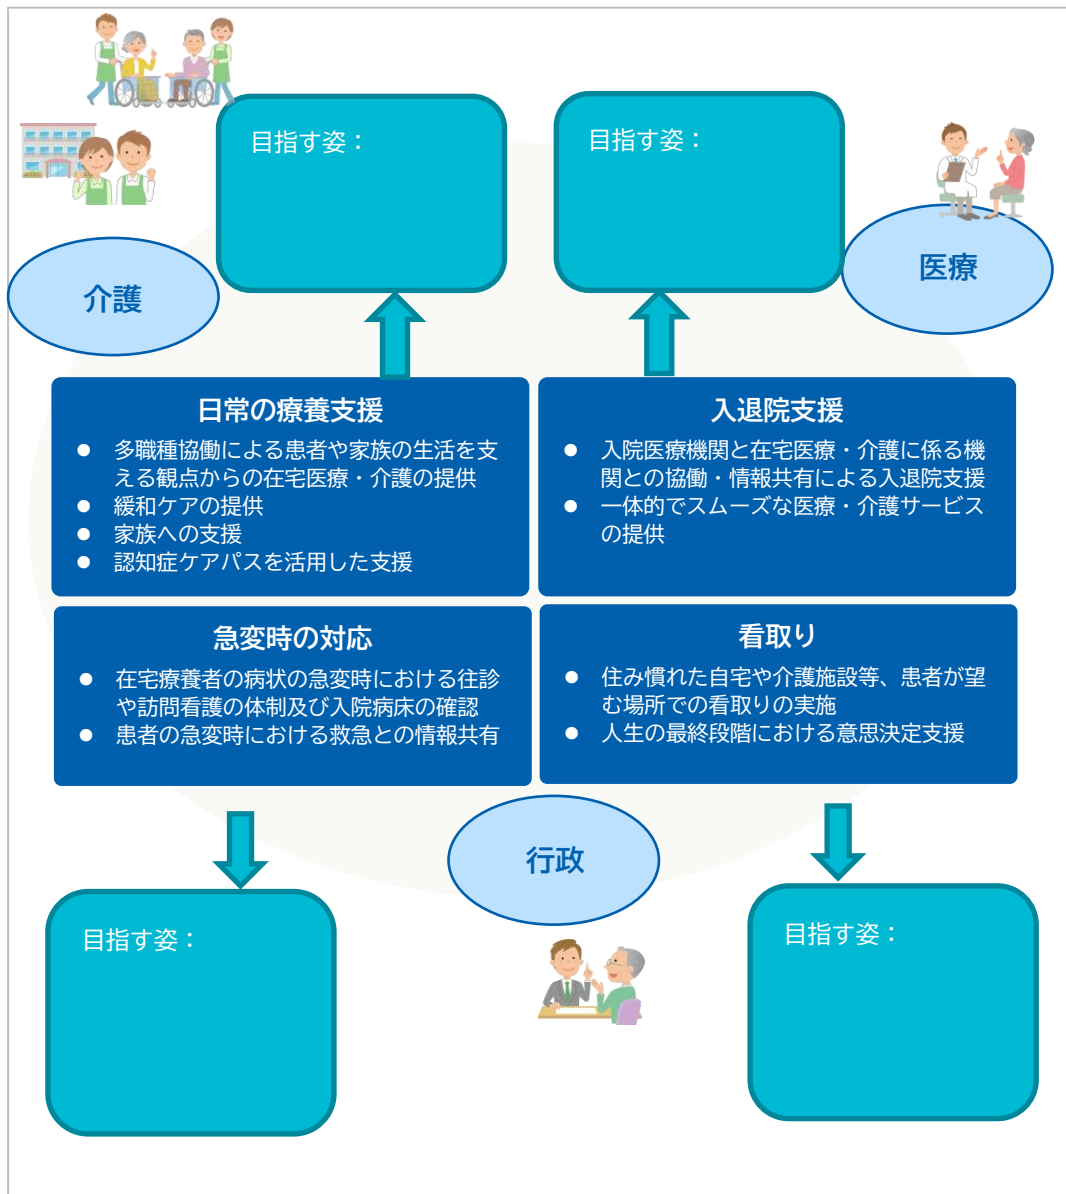 目指す姿：
目指す姿：
介護
医療
日常の療養支援
● 多職種協働による患者や家族の生活を支
える観点からの在宅医療・介護の提供
● 緩和ケアの提供
● 家族への支援
● 認知症ケアパスを活用した支援
入退院支援
● 入院医療機関と在宅医療・介護に係る機
関との協働・情報共有による入退院支援
● 一体的でスムーズな医療・介護サービス
の提供
急変時の対応
● 在宅療養者の病状の急変時における往診
や訪問看護の体制及び入院病床の確認
● 患者の急変時における救急との情報共有
看取り
● 住み慣れた自宅や介護施設等、患者が望
む場所での看取りの実施
● 人生の最終段階における意思決定支援
行政
目指す姿：
目指す姿：